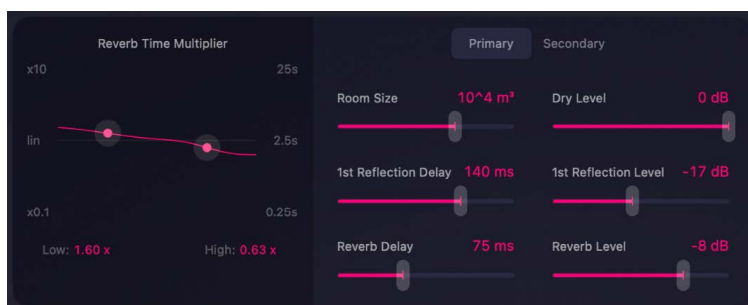 Reverb Time Multiplier
x10 25s
lin 2.5s
x0.1 0.25s
Low: 1.60 x High: 0.63 x
Primary Secondary
Room Size 10^4 m³ Dry Level 0 dB
1st Reflection Delay 140 ms 1st Reflection Level -17 dB
Reverb Delay 75 ms Reverb Level -8 dB